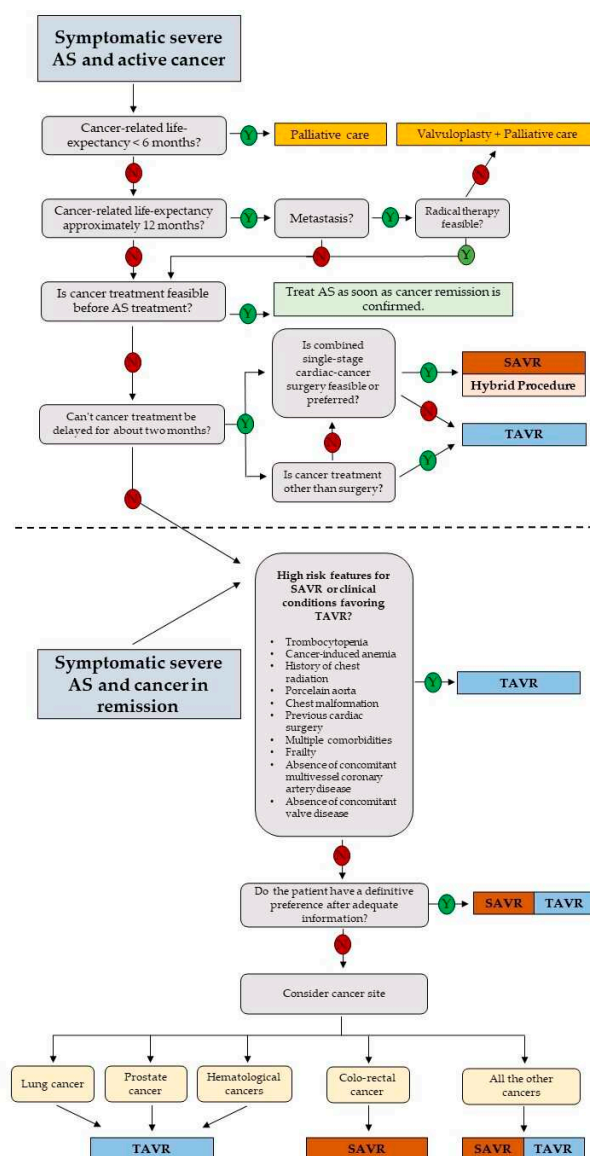 Symptomatic severe
AS and active cancer
Cancer-related life-
expectancy < 6 months?
Y
Palliative care
Valvuloplasty + Palliative care
N
N
Cancer-related life-expectancy
approximately 12 months?
Y
Metastasis?
Y
Radical therapy
feasible?
N
N
Y
Is cancer treatment feasible
before AS treatment?
Y
Treat AS as soon as cancer remission is
confirmed.
N
Is combined
single-stage
cardiac-cancer
surgery feasible or
preferred?
Y
SAVR
Hybrid Procedure
N
Can't cancer treatment be
delayed for about two months?
Y
TAVR
N
Is cancer treatment
other than surgery?
Y
N
High risk features for
SAVR or clinical
conditions favoring
TAVR?
• Trombocytopenia
• Cancer-induced anemia
• History of chest
radiation
• Porcelain aorta
• Chest malformation
• Previous cardiac
surgery
• Multiple comorbidities
• Frailty
• Absence of concomitant
multivessel coronary
artery disease
• Absence of concomitant
valve disease
Symptomatic severe
AS and cancer in
remission
Y
TAVR
N
Do the patient have a definitive
preference after adequate
information?
Y
SAVR TAVR
N
Consider cancer site
Lung cancer
Prostate
cancer
Hematological
cancers
Colo-rectal
cancer
All the other
cancers
TAVR
SAVR
SAVR TAVR